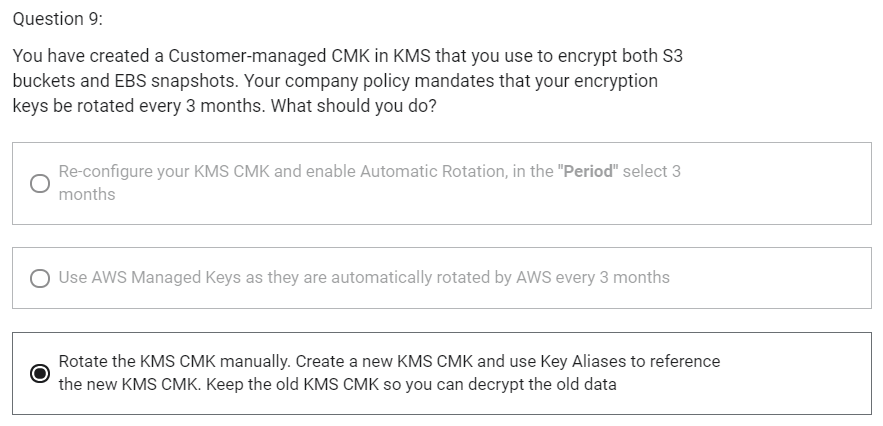 Question 9:
You have created a Customer-managed CMK in KMS that you use to encrypt both S3
buckets and EBS snapshots. Your company policy mandates that your encryption
keys be rotated every 3 months. What should you do?
Re-configure your KMS CMK and enable Automatic Rotation, in the "Period" select 3
months
Use AWS Managed Keys as they are automatically rotated by AWS every 3 months
Rotate the KMS CMK manually. Create a new KMS CMK and use Key Aliases to reference
the new KMS CMK. Keep the old KMS CMK so you can decrypt the old data